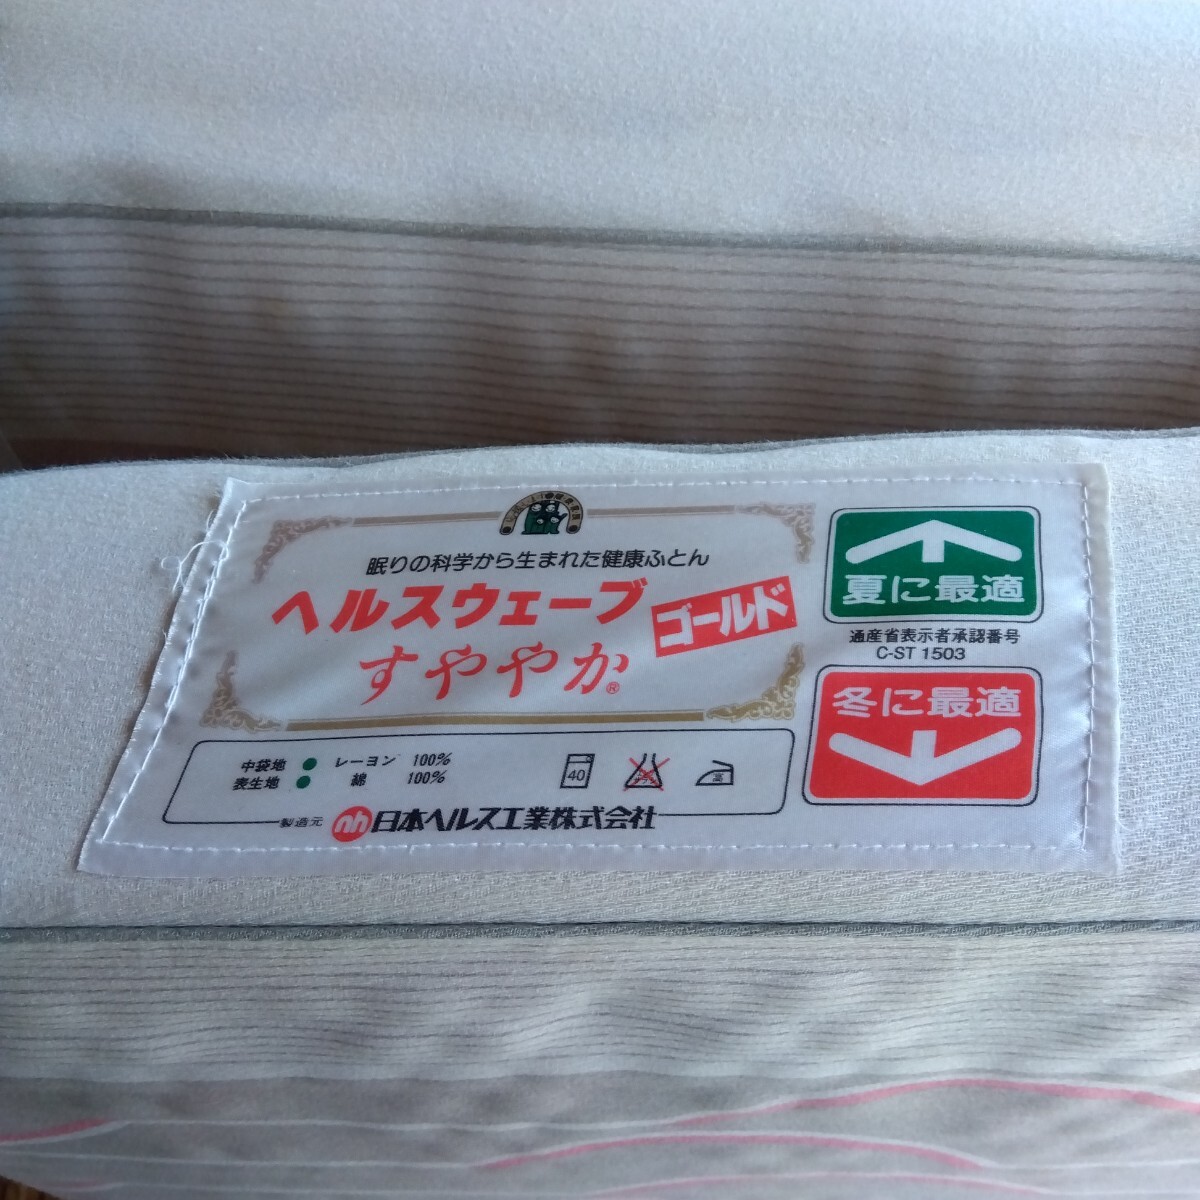 眠りの科学から生まれた健康ふとん
ヘルスウェーブ
ゴールド
すややか®
夏に最適
通産省表示者承認番号
C-ST 1503
冬に最適
中袋地 ● レーヨン 100%
表生地 ● 綿 100%
40
高
製造元 nh 日本ヘルス工業株式会社